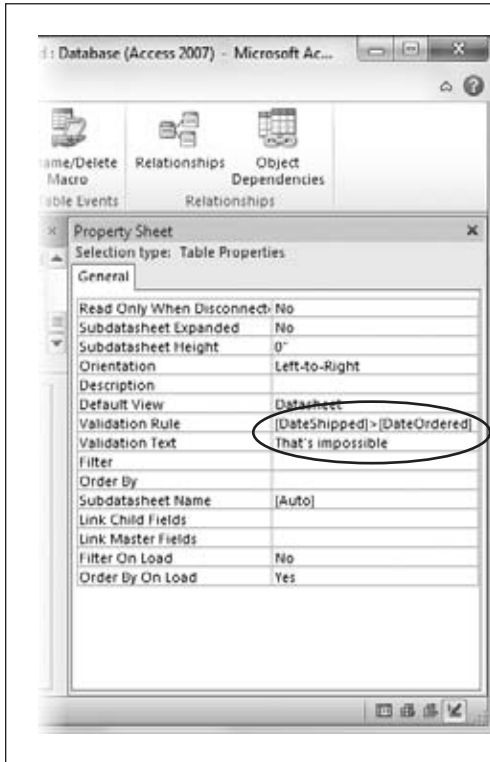 d : Database (Access 2007) - Microsoft Ac...
ame/Delete Relationships Object
Macro Dependencies
able Events Relationships
Property Sheet
Selection type: Table Properties
General
Read Only When Disconnect No
Subdatasheet Expanded No
Subdatasheet Height 0"
Orientation Left-to-Right
Description
Default View Datasheet
Validation Rule [DateShipped]>[DateOrdered]
Validation Text That's impossible
Filter
Order By
Subdatasheet Name [Auto]
Link Child Fields
Link Master Fields
Filter On Load No
Order By On Load Yes